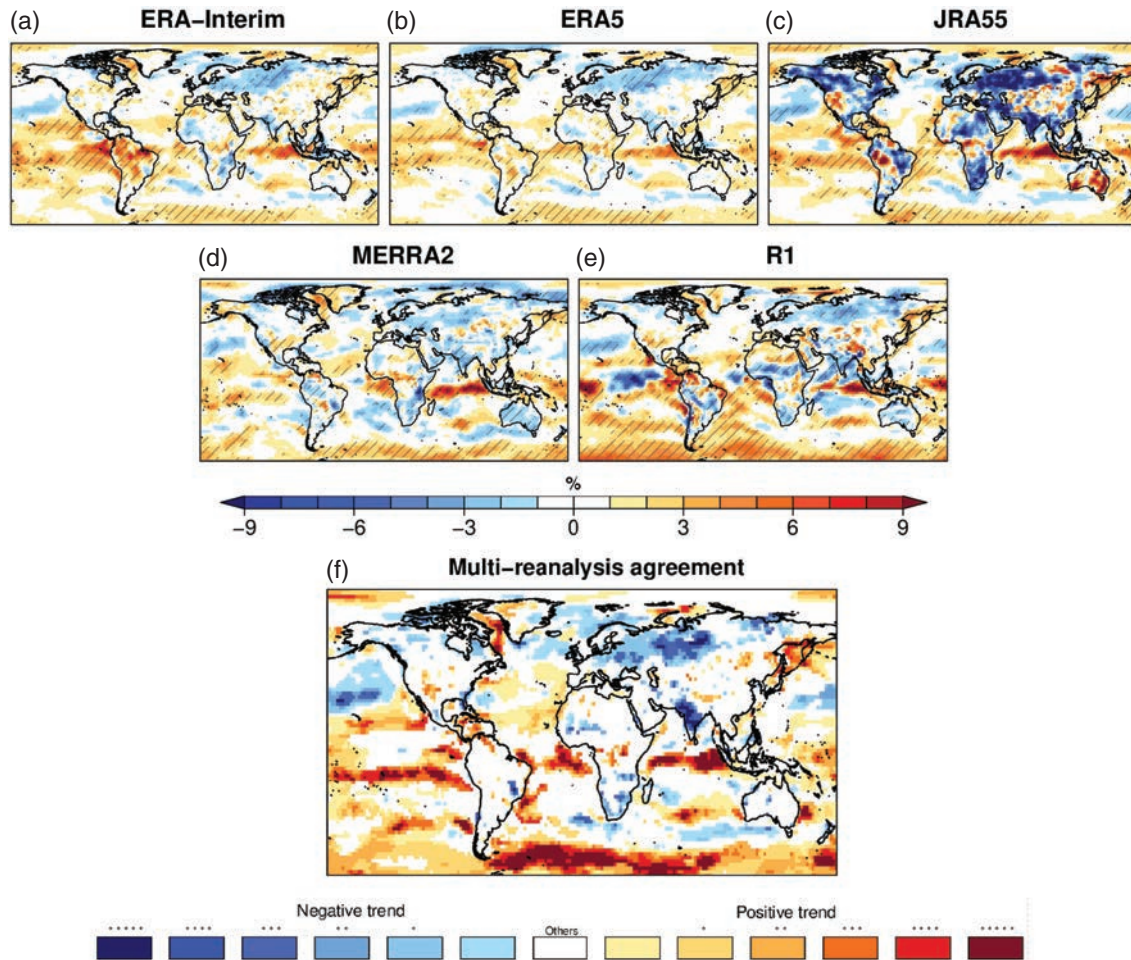 (a) ERA-Interim (b) ERA5 (c) JRA55
(d) MERRA2 (e) R1
%
-9 -6 -3 0 3 6 9
(f) Multi-reanalysis agreement
Negative trend Positive trend
Others